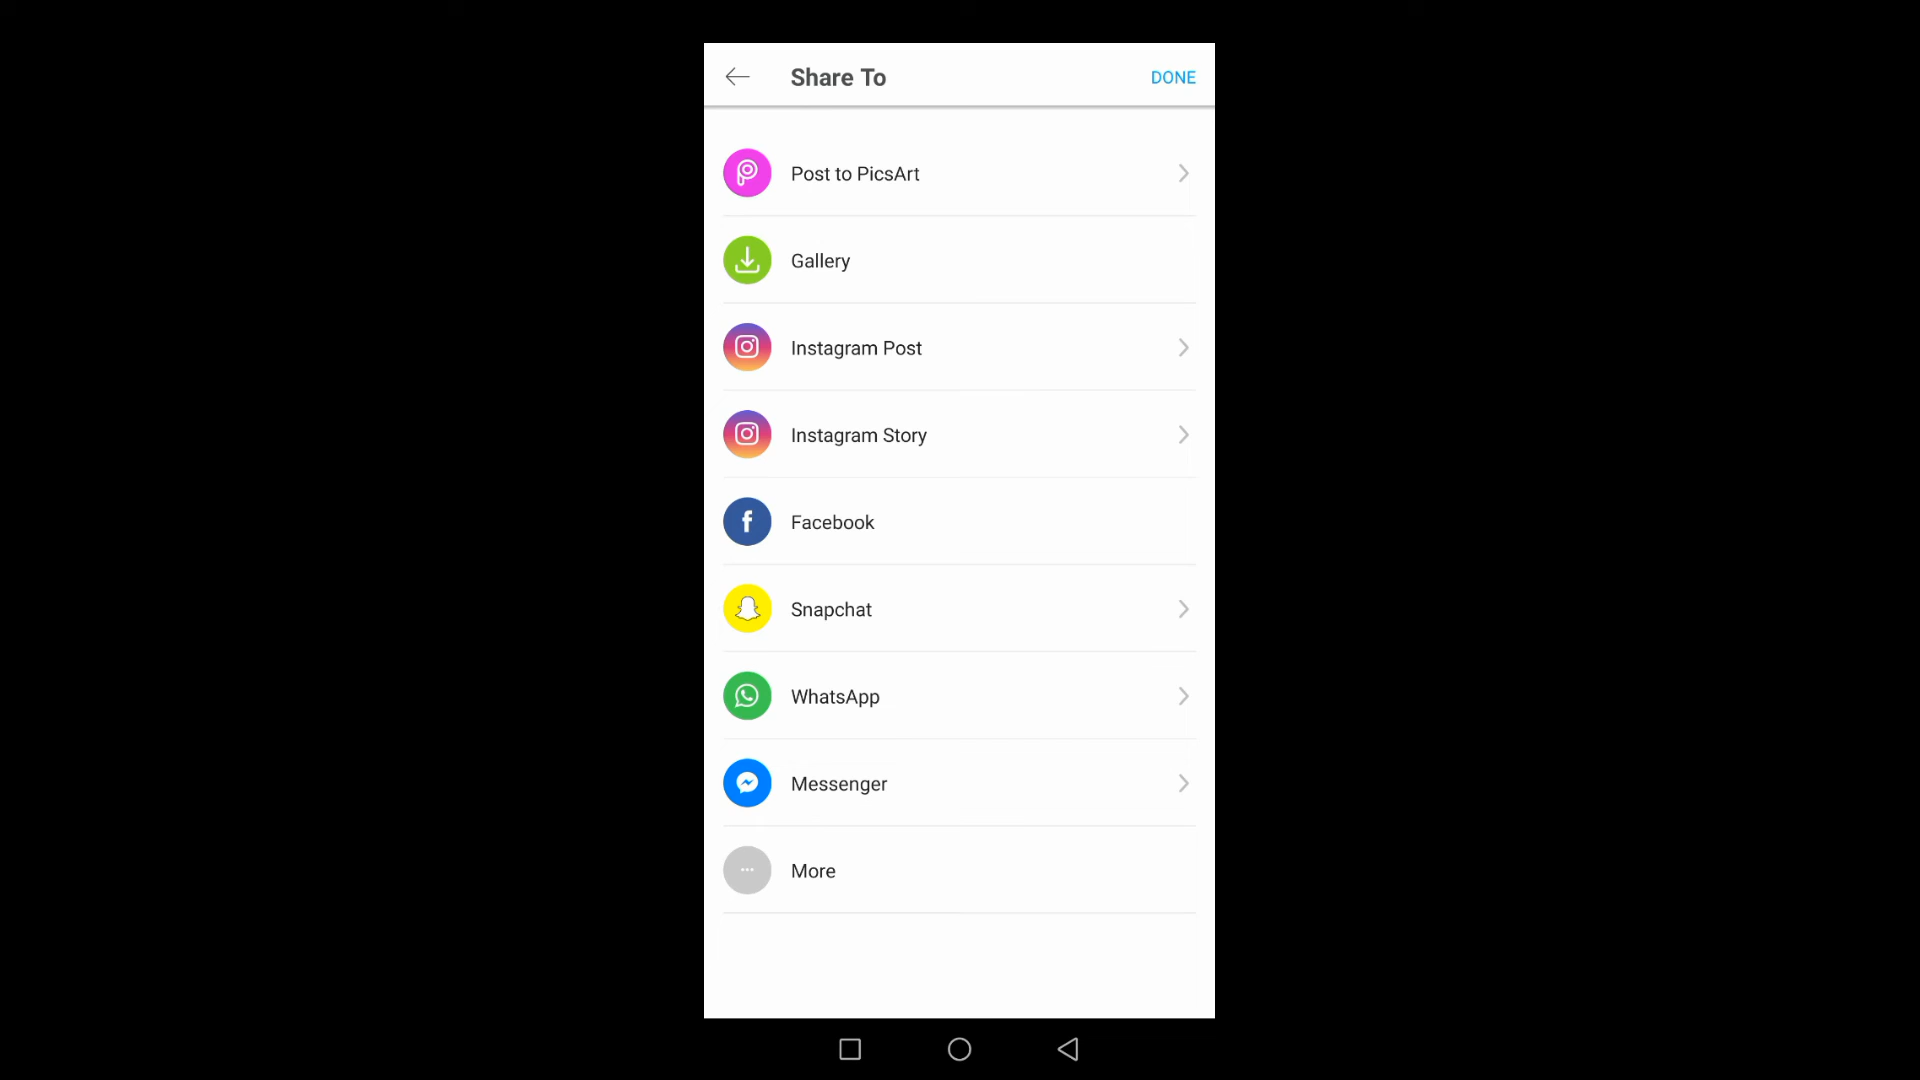 Share To
DONE
Post to PicsArt
Gallery
Instagram Post
Instagram Story
Facebook
Snapchat
WhatsApp
Messenger
More